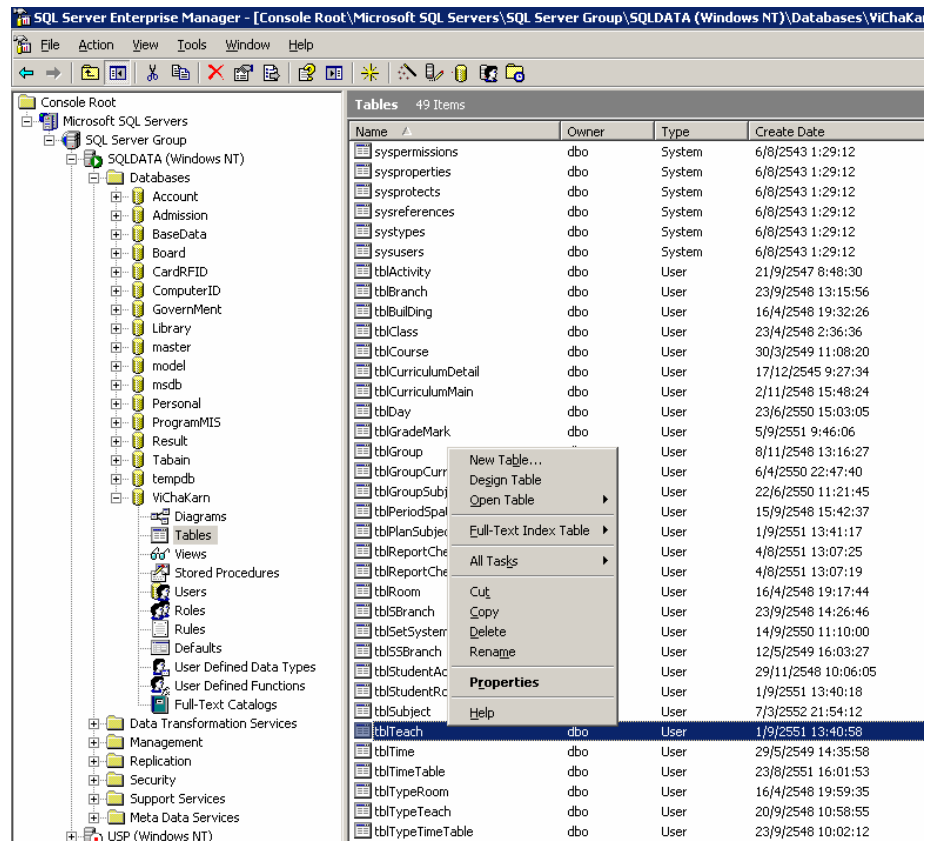 SQL Server Enterprise Manager - [Console Root\Microsoft SQL Servers\SQL Server Group\SQLDATA (Windows NT)\Databases\ViChaKar
File Action View Tools Window Help
Console Root
Microsoft SQL Servers
SQL Server Group
SQLDATA (Windows NT)
Databases
Account
Admission
BaseData
Board
CardRFID
ComputerID
GovernMent
Library
master
model
msdb
Personal
ProgramMIS
Result
Tabain
tempdb
ViChaKarn
Diagrams
Tables
Views
Stored Procedures
Users
Roles
Rules
Defaults
User Defined Data Types
User Defined Functions
Full-Text Catalogs
Data Transformation Services
Management
Replication
Security
Support Services
Meta Data Services
USP (Windows NT)
Tables 49 Items
Name Owner Type Create Date
syspermissions dbo System 6/8/2543 1:29:12
sysproperties dbo System 6/8/2543 1:29:12
sysprotects dbo System 6/8/2543 1:29:12
sysreferences dbo System 6/8/2543 1:29:12
systypes dbo System 6/8/2543 1:29:12
sysusers dbo System 6/8/2543 1:29:12
tblActivity dbo User 21/9/2547 8:48:30
tblBranch dbo User 23/9/2548 13:15:56
tblBuilDing dbo User 16/4/2548 19:32:26
tblClass dbo User 23/4/2548 2:36:36
tblCourse dbo User 30/3/2549 11:08:20
tblCurriculumDetail dbo User 17/12/2545 9:27:34
tblCurriculumMain dbo User 2/11/2548 15:48:24
tblDay dbo User 23/6/2550 15:03:05
tblGradeMark dbo User 5/9/2551 9:46:06
tblGroup User 8/11/2548 13:16:27
tblGroupCurr User 6/4/2550 22:47:40
tblGroupSubj User 22/6/2550 11:21:45
tblPeriodSpa User 15/9/2548 15:42:37
tblPlanSubje User 1/9/2551 13:41:17
tblReportChe User 4/8/2551 13:07:25
tblReportChe User 4/8/2551 13:07:19
tblRoom User 16/4/2548 19:17:44
tblSBranch User 23/9/2548 14:26:46
tblSetSystem User 14/9/2550 11:10:00
tblSSBranch User 12/5/2549 16:03:27
tblStudentAc User 29/11/2548 10:06:05
tblStudentRo User 1/9/2551 13:40:18
tblSubject User 7/3/2552 21:54:12
tblTeach dbo User 1/9/2551 13:40:58
tblTime dbo User 29/5/2549 14:35:58
tblTimeTable dbo User 23/8/2551 16:01:53
tblTypeRoom dbo User 16/4/2548 19:59:35
tblTypeTeach dbo User 20/9/2548 10:58:55
tblTypeTimeTable dbo User 23/9/2548 10:02:12
New Table...
Design Table
Open Table
Full-Text Index Table
All Tasks
Cut
Copy
Delete
Rename
Properties
Help